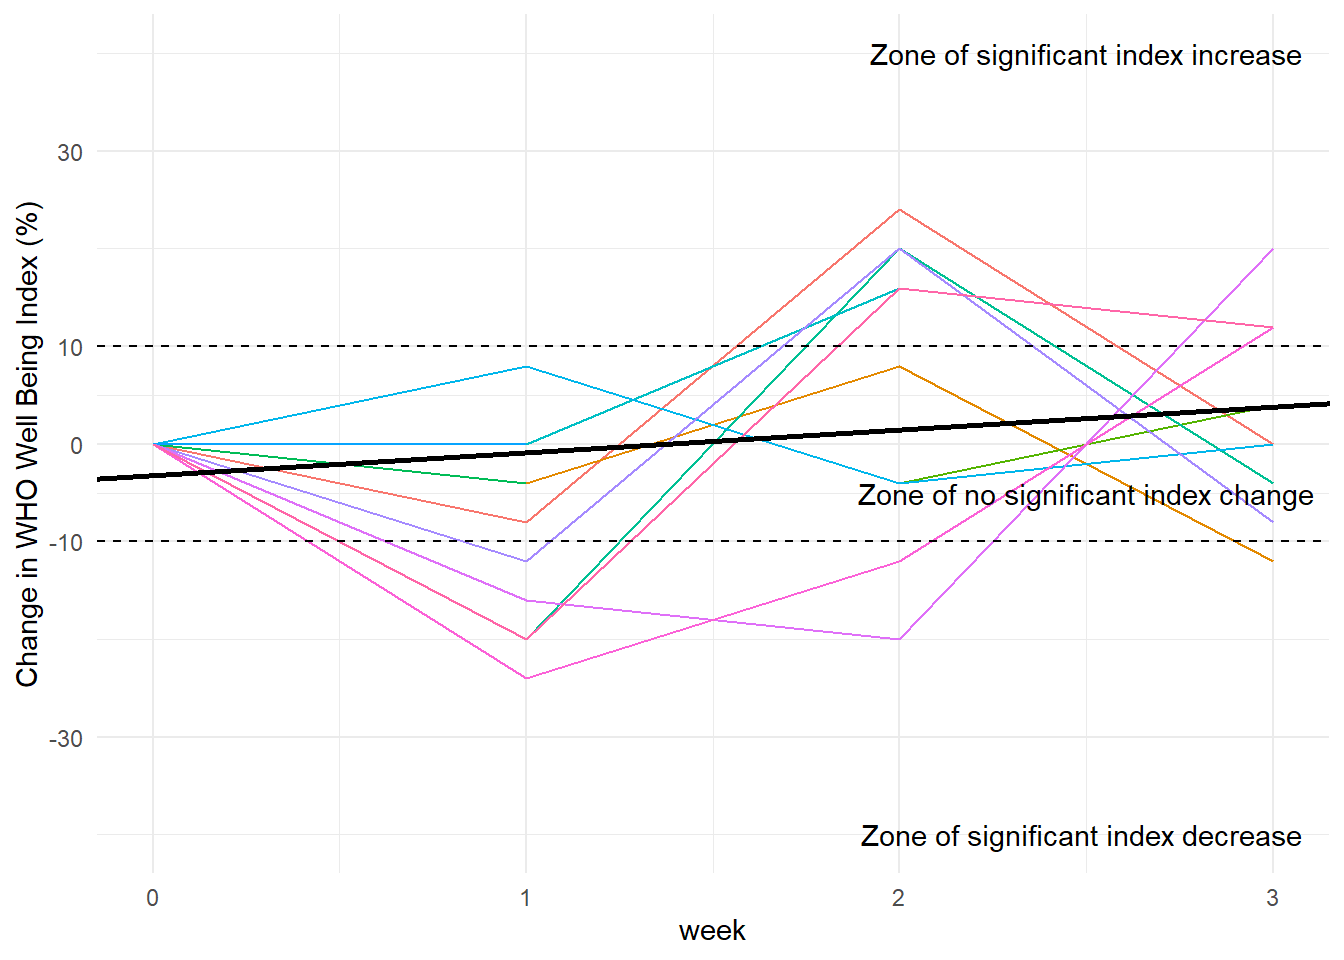 Zone of significant index increase
30
10
0
Zone of no significant index change
-10
-30
Zone of significant index decrease
0 1 2 3
week
Change in WHO Well Being Index (%)